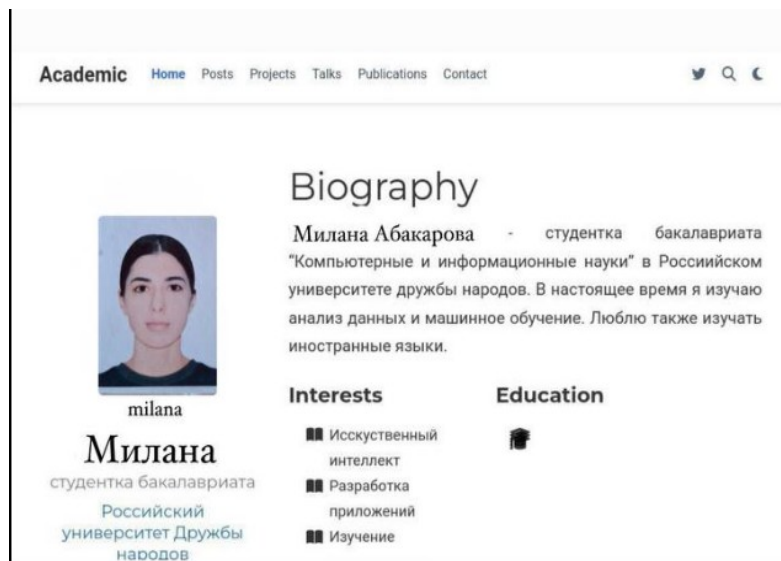 Academic Home Posts Projects Talks Publications Contact
Biography
Милана Абакарова - студентка бакалавриата
"Компьютерные и информационные науки" в Россиийском
университете дружбы народов. В настоящее время я изучаю
анализ данных и машинное обучение. Люблю также изучать
иностранные языки.
milana
Милана
студентка бакалавриата
Российский
университет Дружбы
народов
Interests
Исскуственный
интеллект
Разработка
приложений
Изучение
Education